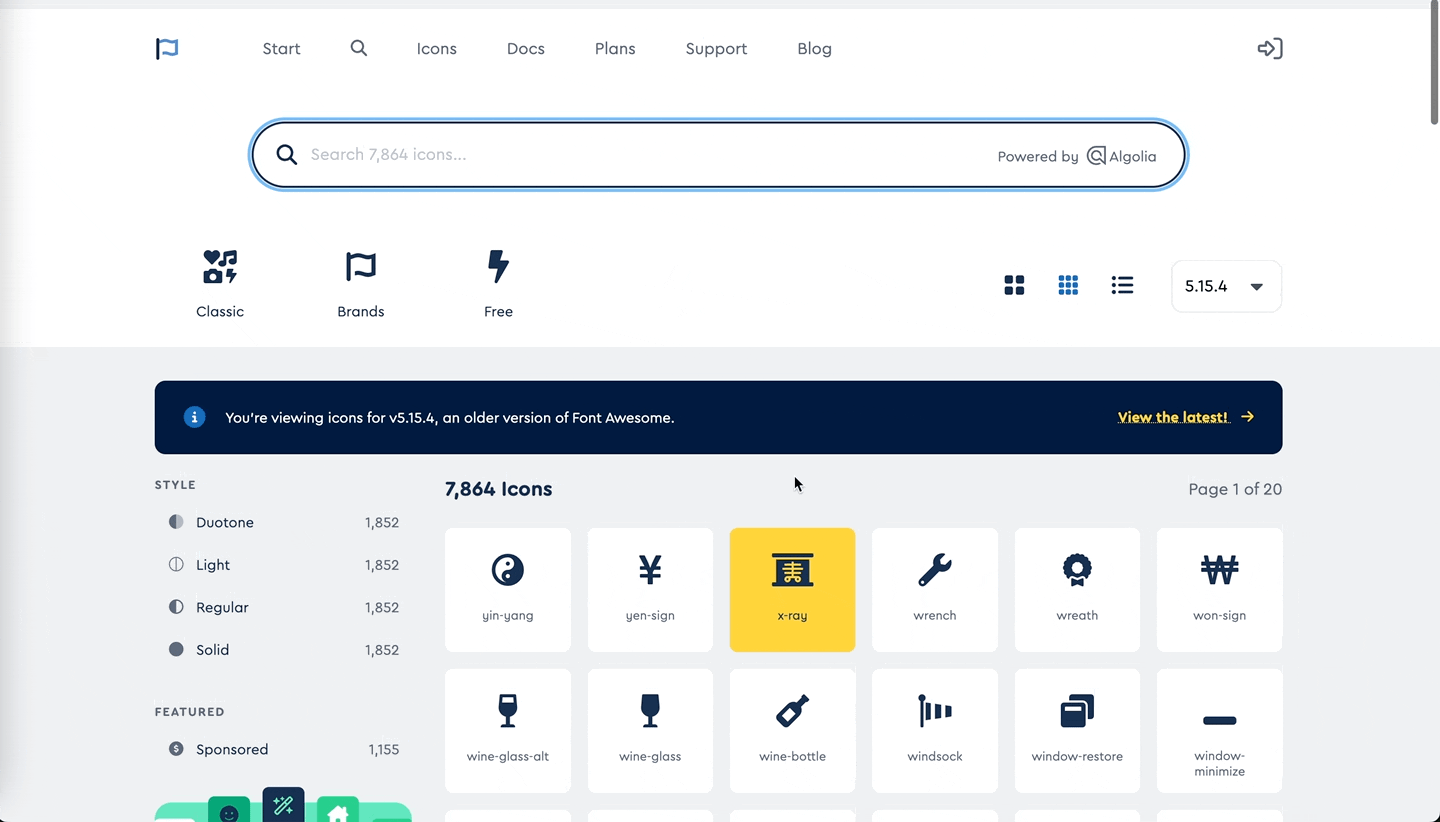 Start Icons Docs Plans Support Blog
Search 7,864 icons... Powered by Algolia
Classic Brands Free 5.15.4
You're viewing icons for v5.15.4, an older version of Font Awesome. View the latest!
STYLE
Duotone 1,852
Light 1,852
Regular 1,852
Solid 1,852
FEATURED
Sponsored 1,155
7,864 Icons Page 1 of 20
yin-yang yen-sign x-ray wrench wreath won-sign
wine-glass-alt wine-glass wine-bottle windsock window-restore window-
minimize